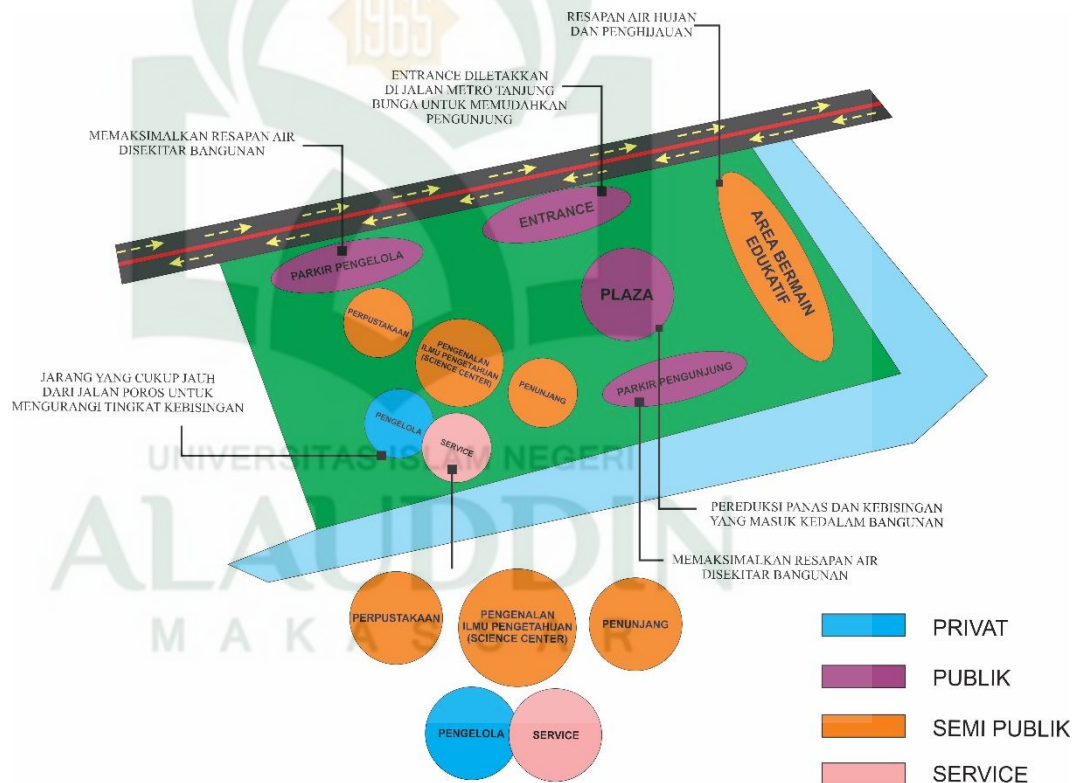 1965
RESAPAN AIR HUJAN
DAN PENGHIJAUAN
ENTRANCE DILETAKKAN
DI JALAN METRO TANJUNG
BUNGA UNTUK MEMUDAHKAN
PENGUNJUNG
MEMAKSIMALKAN RESAPAN AIR
DISEKITAR BANGUNAN
ENTRANCE
PARKIR PENGELOLA
AREA BERMAIN
EDUKATIF
PLAZA
PERPUSTAKAAN
PENGENALAN
ILMU PENGETAHUAN
(SCIENCE CENTER)
PENUNJANG
PARKIR PENGUNJUNG
JARANG YANG CUKUP JAUH
DARI JALAN POROS UNTUK
MENGURANGI TINGKAT KEBISINGAN
PENGELOLA
SERVICE
UNIVERSITAS ISLAM NEGERI
ALAUDDIN
MAKASSAR
PEREDUKSI PANAS DAN KEBISINGAN
YANG MASUK KEDALAM BANGUNAN
MEMAKSIMALKAN RESAPAN AIR
DISEKITAR BANGUNAN
PERPUSTAKAAN
PENGENALAN
ILMU PENGETAHUAN
(SCIENCE CENTER)
PENUNJANG
PENGELOLA
SERVICE
PRIVAT
PUBLIK
SEMI PUBLIK
SERVICE